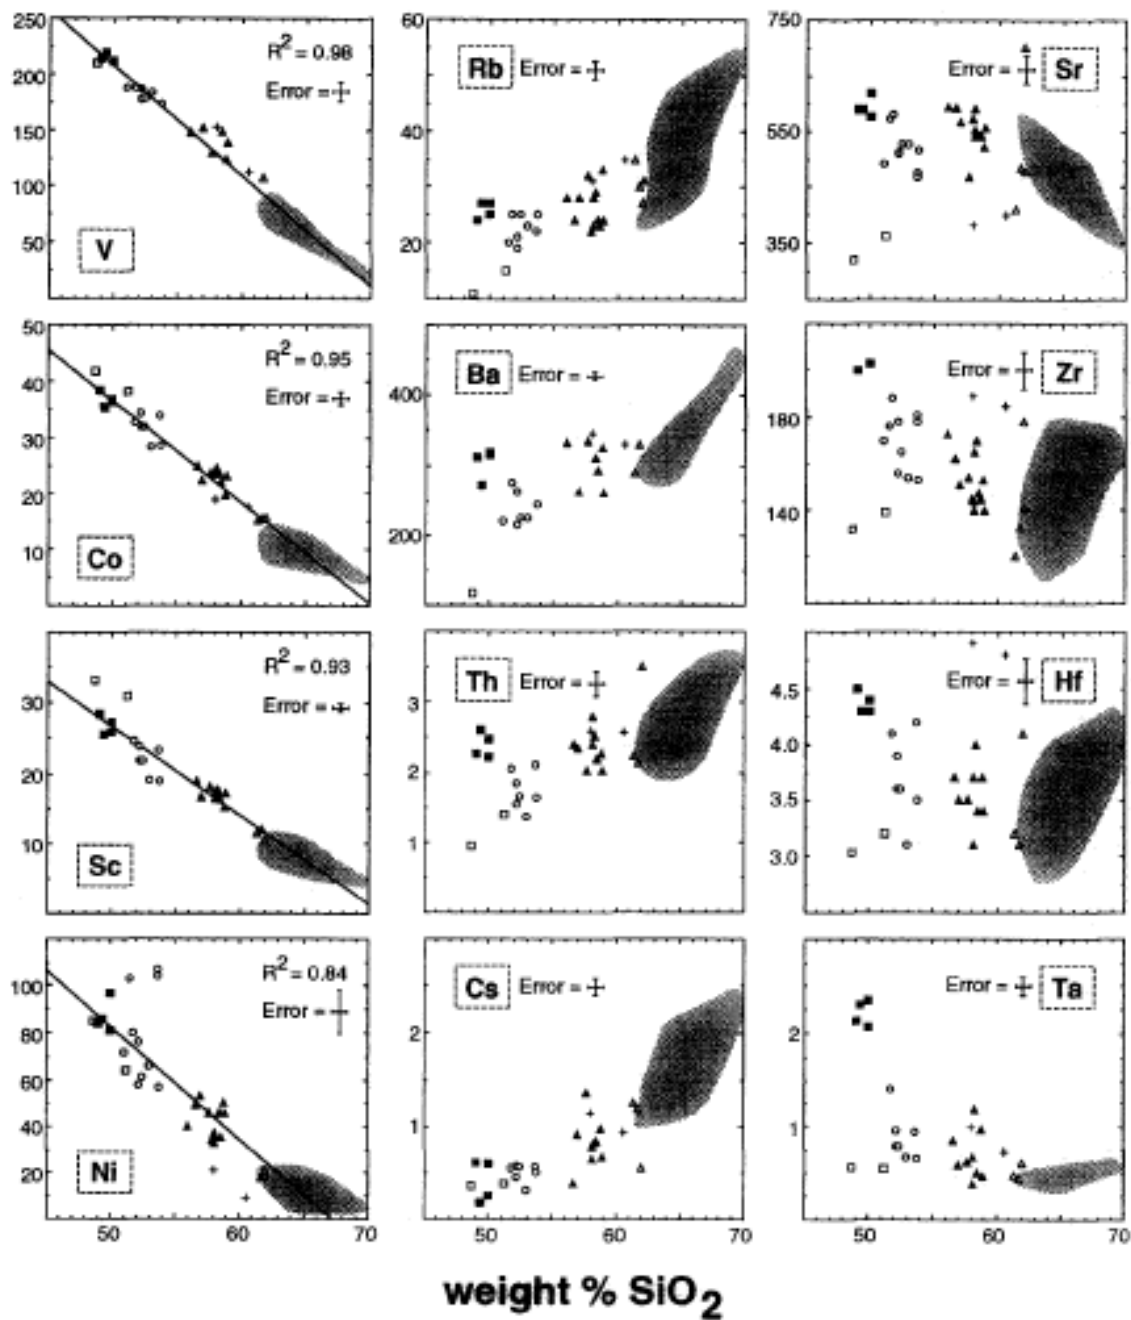 250
200
150
100
50
R² = 0.98
Error =
V
60
40
20
Rb
Error =
750
550
350
Error =
Sr
50
40
30
20
10
R² = 0.95
Error =
Co
400
200
Ba
Error =
180
140
Error =
Zr
30
20
10
R² = 0.93
Error =
Sc
3
2
1
Th
Error =
4.5
4.0
3.5
3.0
Error =
Hf
100
80
60
40
20
R² = 0.84
Error =
Ni
50 60 70
2
1
Cs
Error =
50 60 70
2
1
Error =
Ta
50 60 70
weight % SiO₂